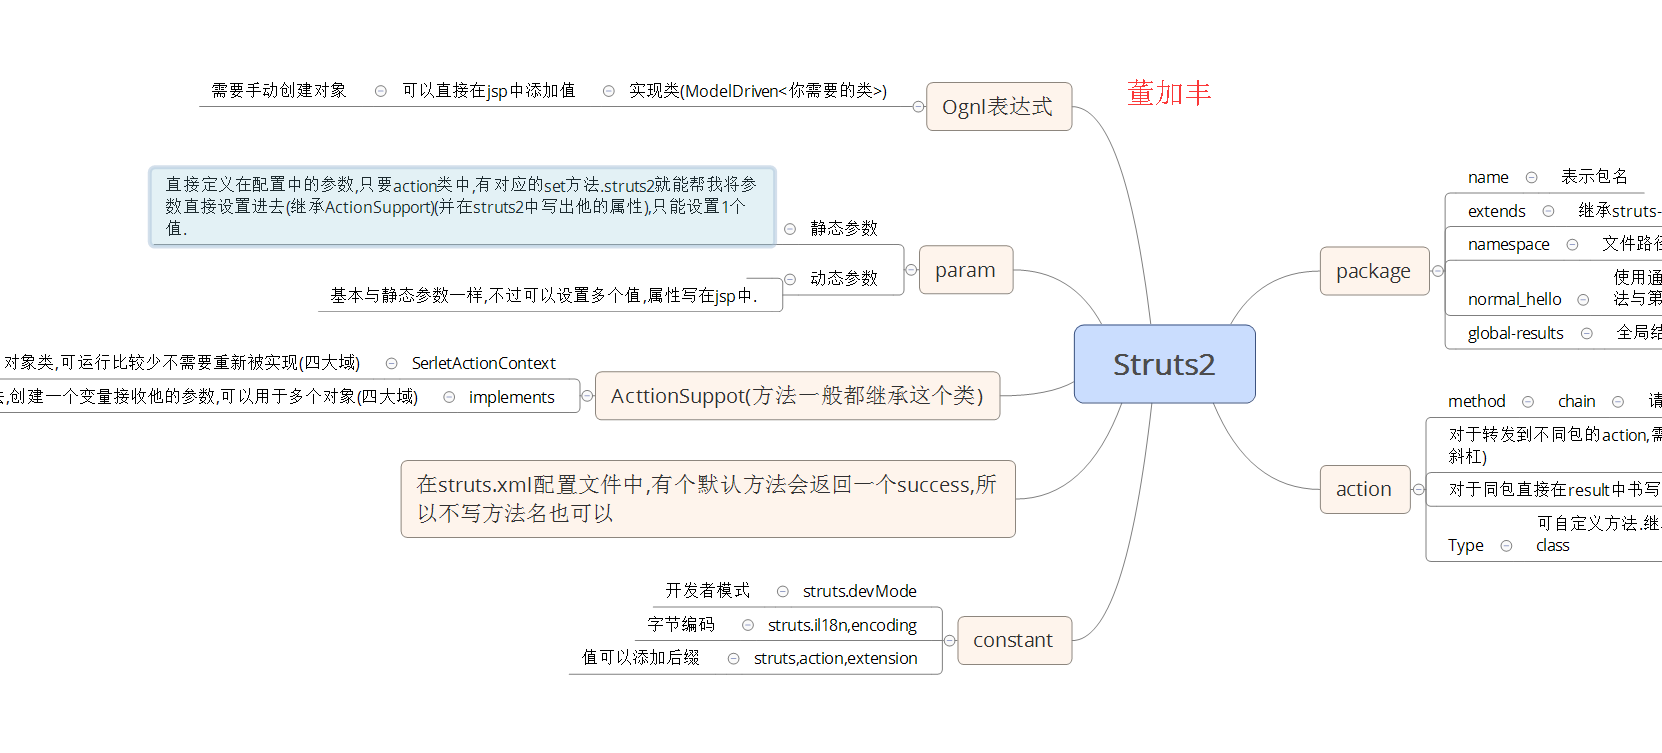 董加丰
需要手动创建对象
可以直接在jsp中添加值
实现类(ModelDriven<你需要的类>)
Ognl表达式
直接定义在配置中的参数,只要action类中,有对应的set方法.struts2就能帮我将参
数直接设置进去(继承ActionSupport)(并在struts2中写出他的属性),只能设置1个
值.
静态参数
动态参数
基本与静态参数一样,不过可以设置多个值,属性写在jsp中.
param
对象类,可运行比较少不需要重新被实现(四大域)
SerletActionContext
,创建一个变量接收他的参数,可以用于多个对象(四大域)
implements
ActtionSuppot(方法一般都继承这个类)
在struts.xml配置文件中,有个默认方法会返回一个success,所
以不写方法名也可以
开发者模式
struts.devMode
字节编码
struts.il18n,encoding
值可以添加后缀
struts,action,extension
constant
Struts2
package
name
表示包名
extends
继承struts-
namespace
文件路径
normal_hello
使用通
法与第
global-results
全局结
action
method
chain
请
对于转发到不同包的action,需
斜杠)
对于同包直接在result中书写
Type
可自定义方法.继
class